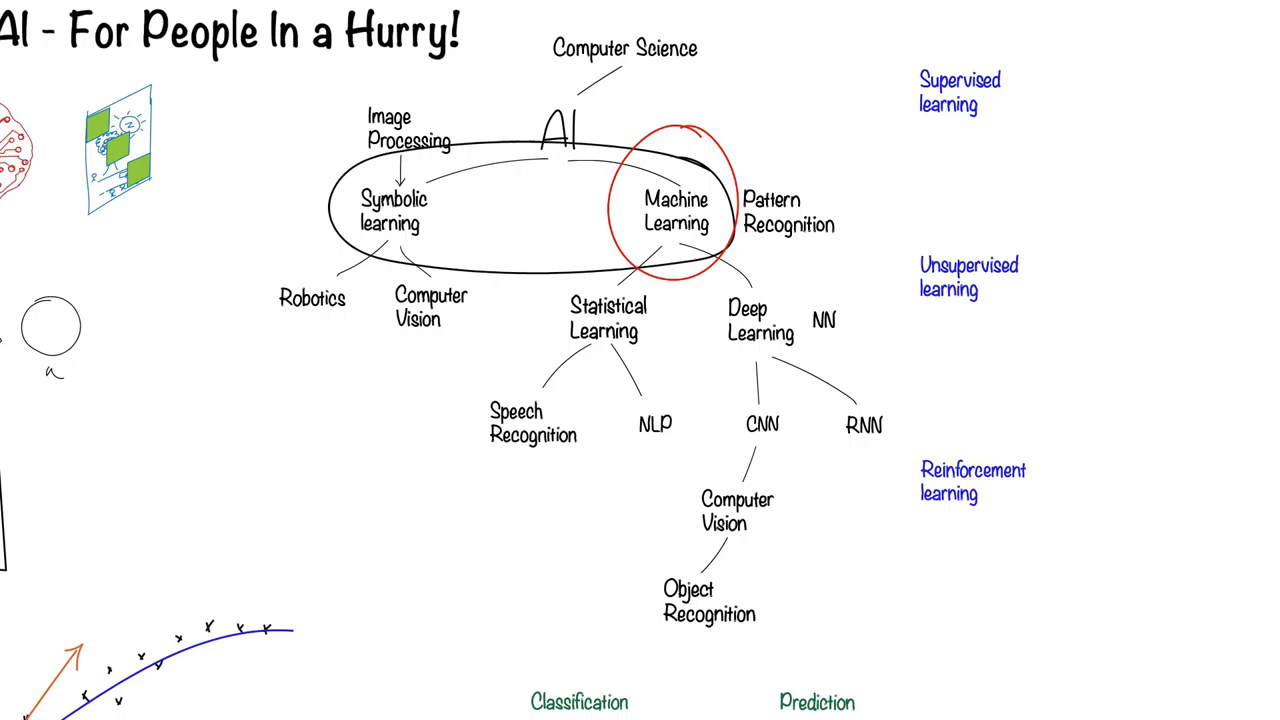 AI - For People In a Hurry!
Computer Science
AI
Image
Processing
Symbolic
learning
Machine
Learning
Pattern
Recognition
Robotics
Computer
Vision
Statistical
Learning
Deep
Learning
NN
Speech
Recognition
NLP
CNN
RNN
Computer
Vision
Object
Recognition
Supervised
learning
Unsupervised
learning
Reinforcement
learning
Classification
Prediction